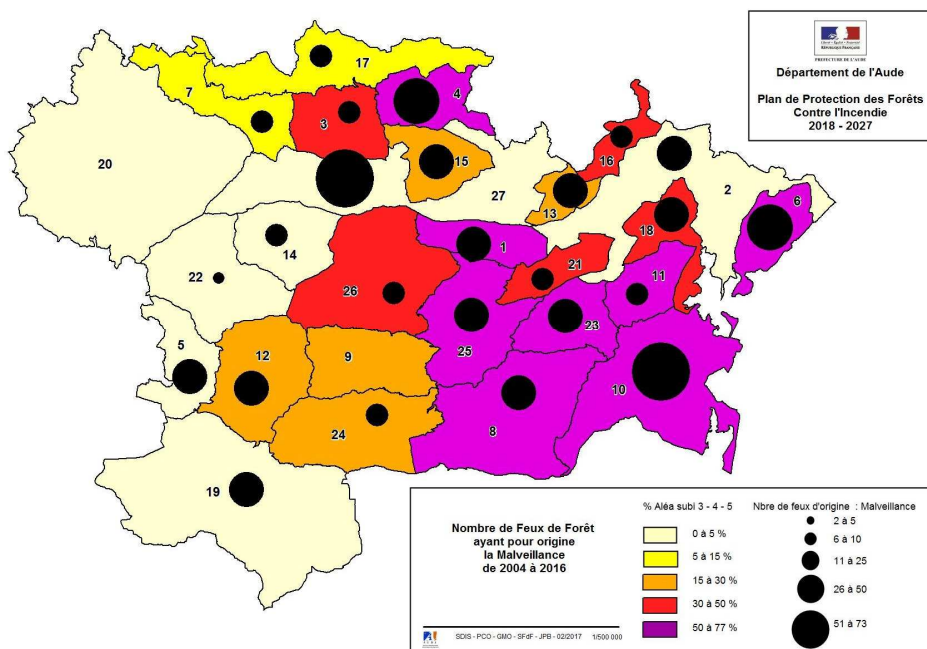 Liberté • Égalité • Fraternité
RÉPUBLIQUE FRANÇAISE
PREFECTURE DE L'AUDE
Département de l'Aude
Plan de Protection des Forêts
Contre l'Incendie
2018 - 2027
17
7
4
3
20
15
16
2
27
13
6
18
1
14
21
22
11
26
23
5
25
12
9
10
8
24
19
Nombre de Feux de Forêt
ayant pour origine
la Malveillance
de 2004 à 2016
SDIS - PCO - GMO - SFdF - JPB - 02/2017 1/500 000
% Aléa subi 3 - 4 - 5
0 à 5 %
5 à 15 %
15 à 30 %
30 à 50 %
50 à 77 %
Nbre de feux d'origine : Malveillance
2 à 5
6 à 10
11 à 25
26 à 50
51 à 73